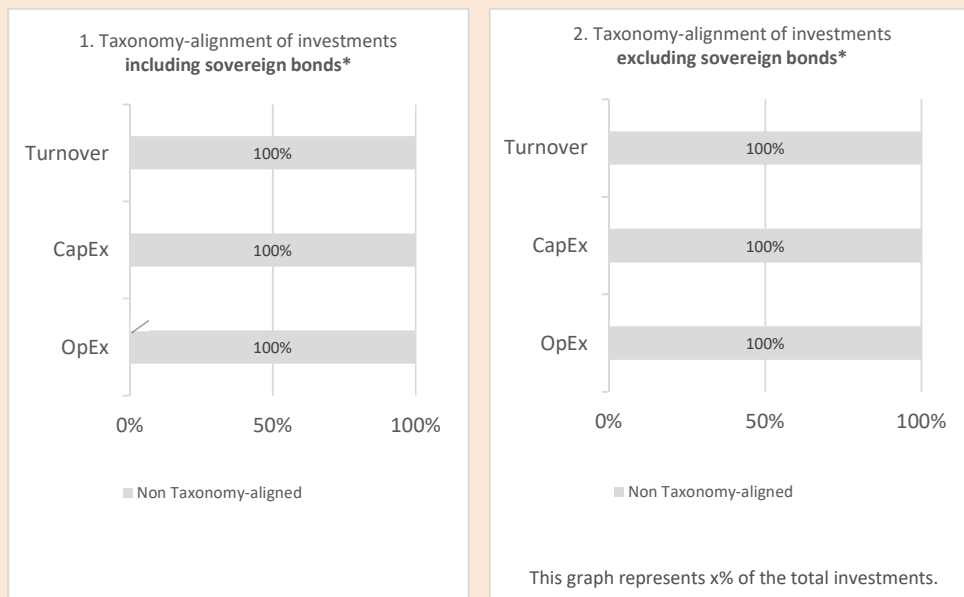 1. Taxonomy-alignment of investments
including sovereign bonds*
Turnover
100%
CapEx
100%
OpEx
100%
0%
50%
100%
Non Taxonomy-aligned
2. Taxonomy-alignment of investments
excluding sovereign bonds*
Turnover
100%
CapEx
100%
OpEx
100%
0%
50%
100%
Non Taxonomy-aligned
This graph represents x% of the total investments.